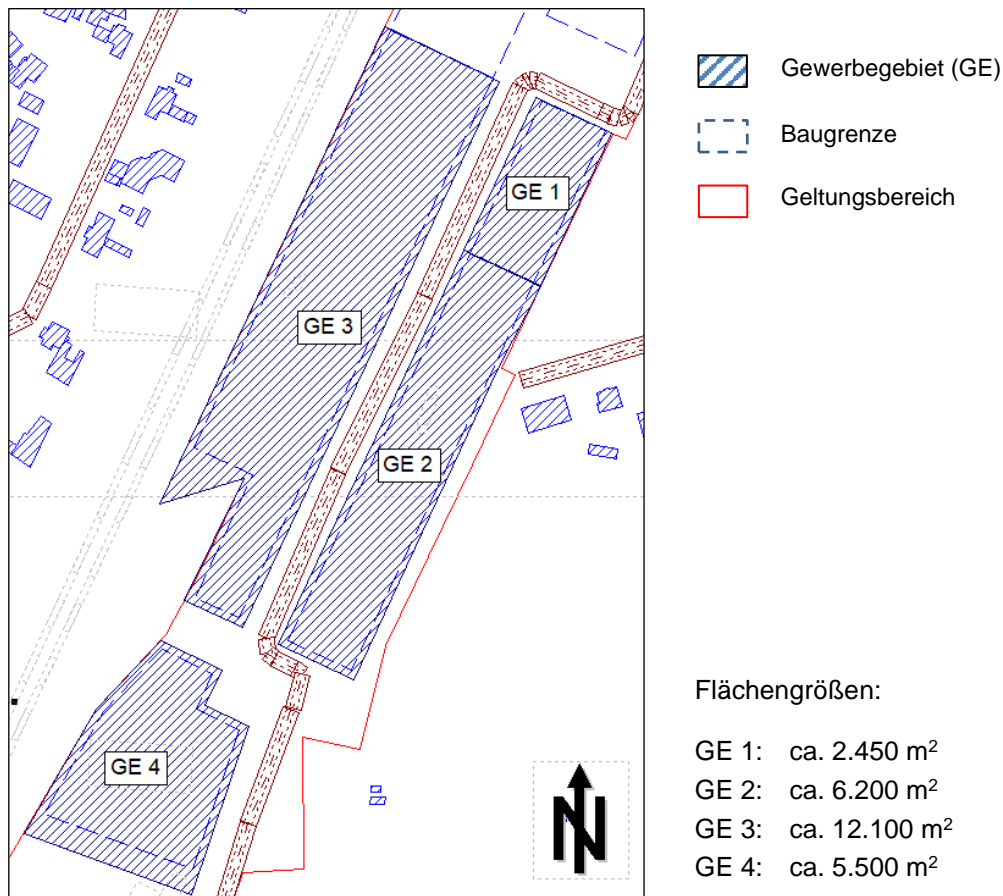 Gewerbegebiet (GE)
Baugrenze
Geltungsbereich
GE 1
GE 3
GE 2
GE 4
N
Flächengrößen:
GE 1: ca. 2.450 m²
GE 2: ca. 6.200 m²
GE 3: ca. 12.100 m²
GE 4: ca. 5.500 m²